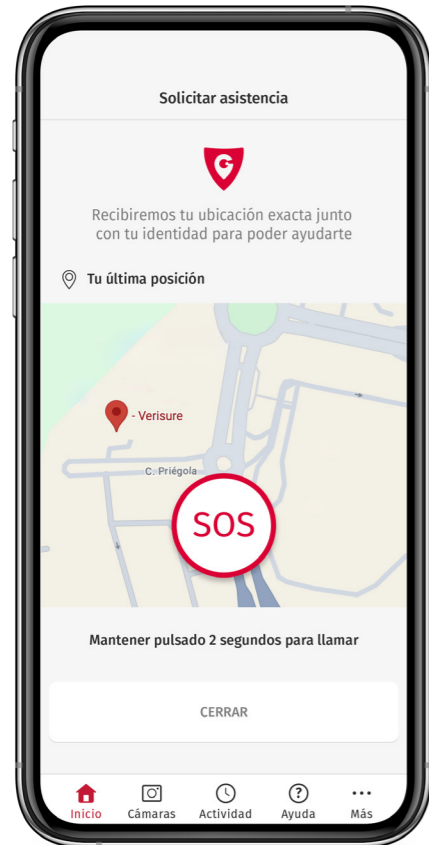 Solicitar asistencia
G
Recibiremos tu ubicación exacta junto
con tu identidad para poder ayudarte
Tu última posición
- Verisure
C. Priégola
SOS
Mantener pulsado 2 segundos para llamar
CERRAR
Inicio Cámaras Actividad Ayuda Más